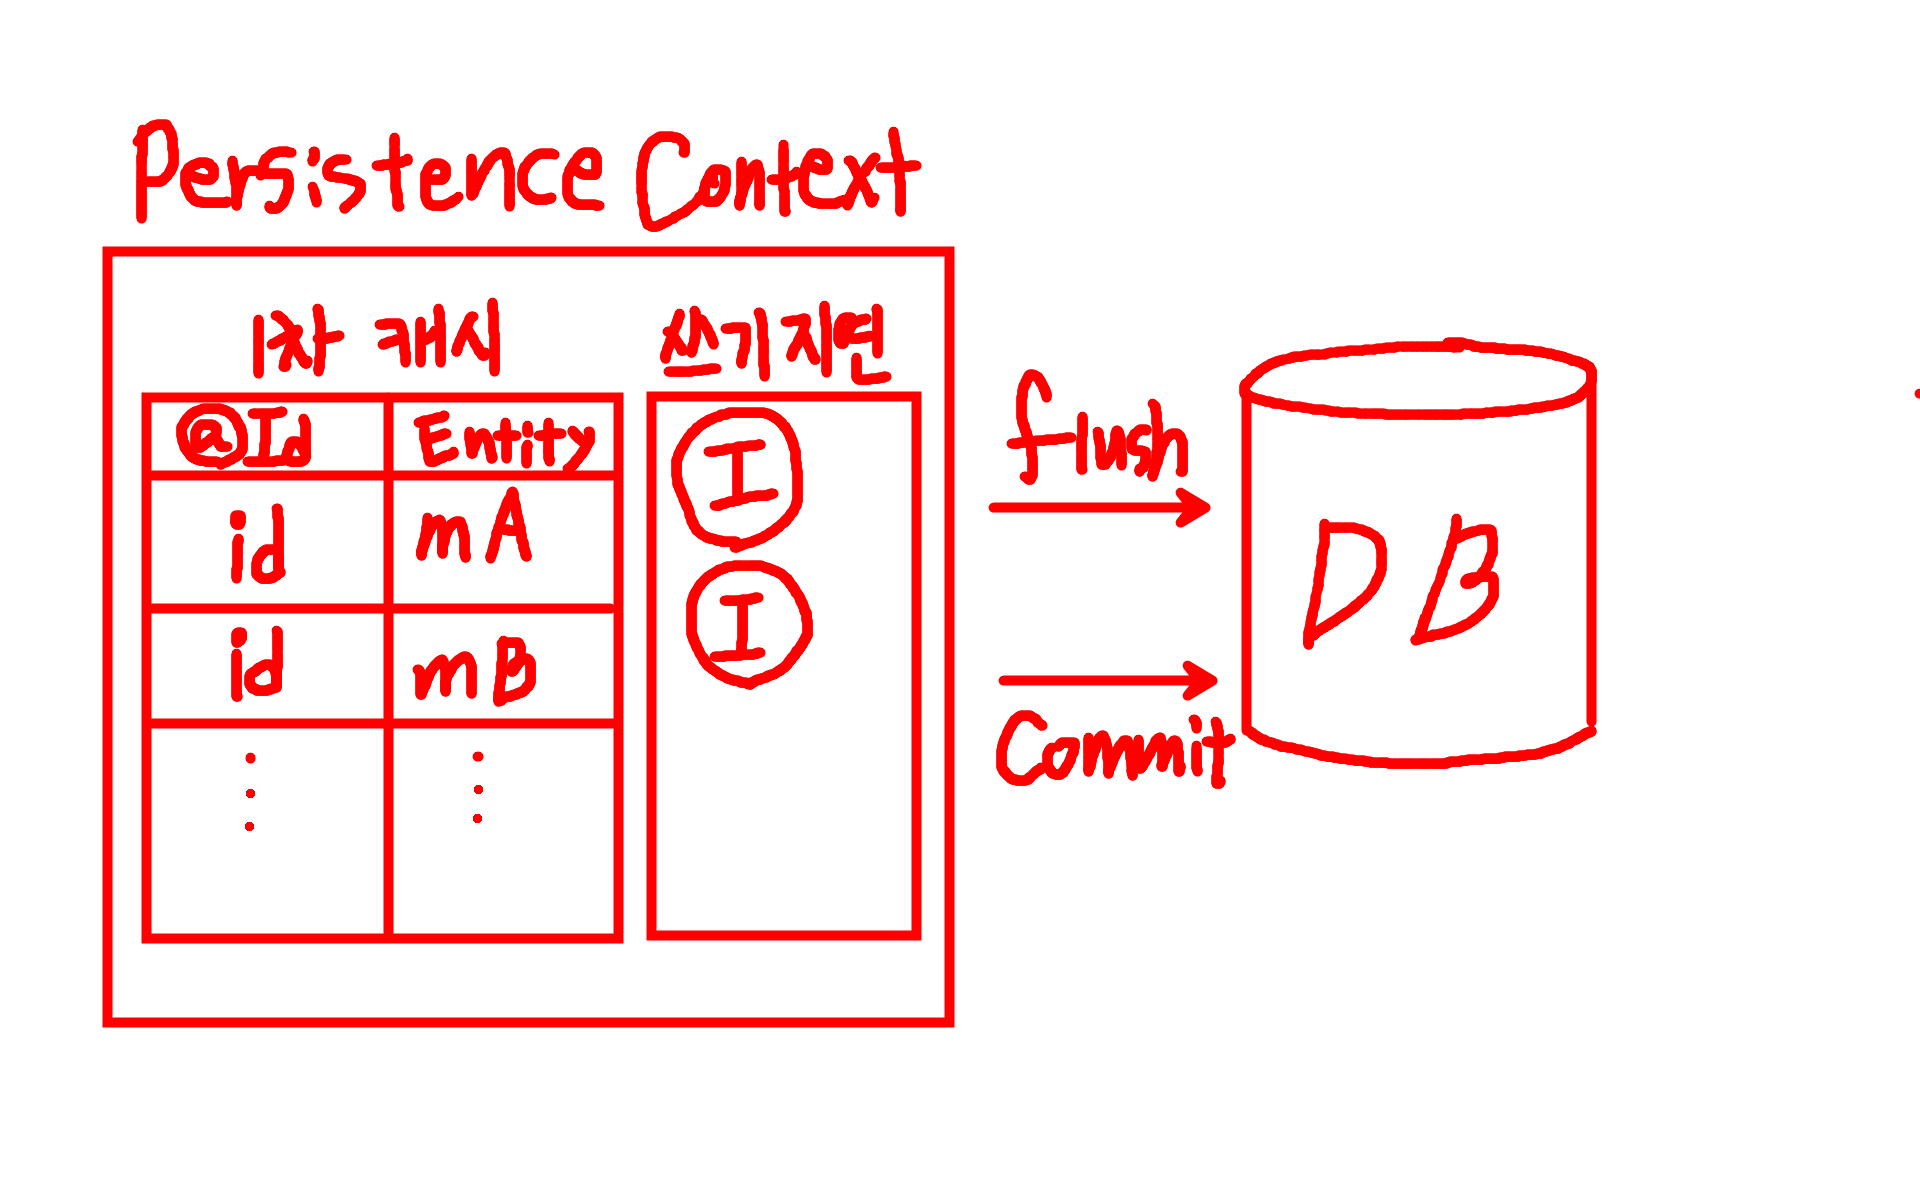 Persistence Context
1차 캐시
쓰기지연
@Id Entity
id mA
id mB
I
I
flush
Commit
DB